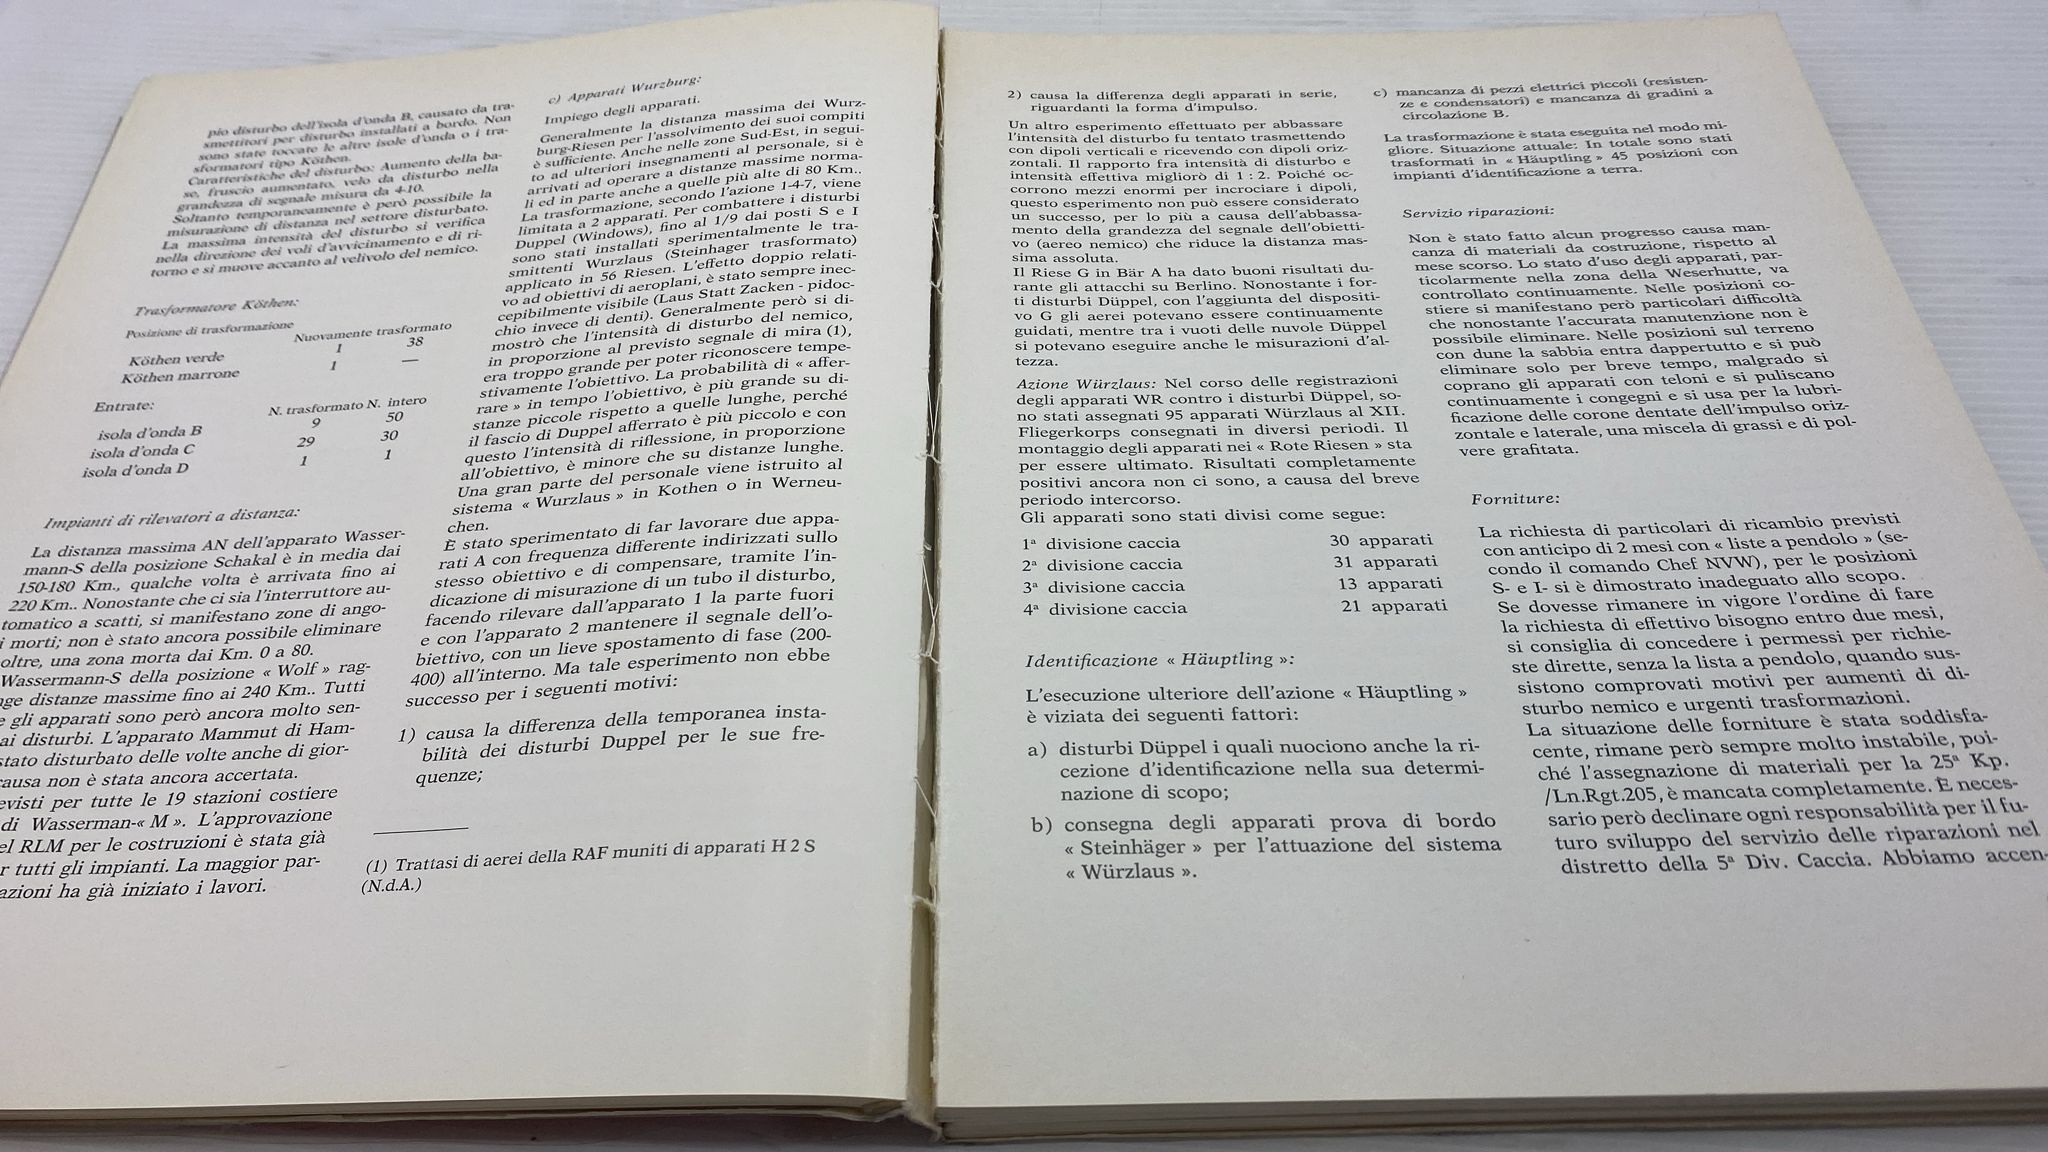 pio disturbo dell'isola d'onda B, causato da tra-
smettitori per disturbo installati a bordo. Non
sono state toccate le altre isole d'onda o i tra-
sformatori tipo Köthen.
Caratteristiche del disturbo: Aumento della ba-
se, fruscio aumentato, velo da disturbo nella
grandezza di segnale misura da 4-10.
Soltanto temporaneamente è però possibile la
misurazione di distanza nel settore disturbato.
La massima intensità del disturbo si verifica
nella direzione dei voli d'avvicinamento e di ri-
torno e si muove accanto al velivolo del nemico.
Trasformatore Köthen:
Posizione di trasformazione
Nuovamente trasformato
Köthen verde 1 38
Köthen marrone 1 —
Entrate:
N. trasformato N. intero
isola d'onda B 9 50
isola d'onda C 29 30
isola d'onda D 1 1
Impianti di rilevatori a distanza:
La distanza massima AN dell'apparato Wasser-
mann-S della posizione Schakal è in media dai
150-180 Km., qualche volta è arrivata fino ai
220 Km.. Nonostante che ci sia l'interruttore au-
tomatico a scatti, si manifestano zone di ango-
i morti; non è stato ancora possibile eliminare
oltre, una zona morta dai Km. 0 a 80.
Wassermann-S della posizione « Wolf » rag-
nge distanze massime fino ai 240 Km.. Tutti
e gli apparati sono però ancora molto sen-
ai disturbi. L'apparato Mammut di Ham-
stato disturbato delle volte anche di gior-
causa non è stata ancora accertata.
evisti per tutte le 19 stazioni costiere
di Wasserman-« M ». L'approvazione
el RLM per le costruzioni è stata già
r tutti gli impianti. La maggior par-
azioni ha già iniziato i lavori.
c) Apparati Wurzburg:
Impiego degli apparati.
Generalmente la distanza massima dei Wurz-
burg-Riesen per l'assolvimento dei suoi compiti
è sufficiente. Anche nelle zone Sud-Est, in segui-
to ad ulteriori insegnamenti al personale, si è
arrivati ad operare a distanze massime norma-
li ed in parte anche a quelle più alte di 80 Km..
La trasformazione, secondo l'azione 1-4-7, viene
limitata a 2 apparati. Per combattere i disturbi
Duppel (Windows), fino al 1/9 dai posti S e I
sono stati installati sperimentalmente le tra-
smittenti Wurzlaus (Steinhager trasformato)
applicato in 56 Riesen. L'effetto doppio relati-
vo ad obiettivi di aeroplani, è stato sempre inec-
cepibilmente visibile (Laus Statt Zacken - pidoc-
chio invece di denti). Generalmente però si di-
mostrò che l'intensità di disturbo del nemico,
in proporzione al previsto segnale di mira (1),
era troppo grande per poter riconoscere tempe-
stivamente l'obiettivo. La probabilità di « affer-
rare » in tempo l'obiettivo, è più grande su di-
stanze piccole rispetto a quelle lunghe, perché
il fascio di Duppel afferrato è più piccolo e con
questo l'intensità di riflessione, in proporzione
all'obiettivo, è minore che su distanze lunghe.
Una gran parte del personale viene istruito al
sistema « Wurzlaus » in Kothen o in Werneu-
chen.
È stato sperimentato di far lavorare due appa-
rati A con frequenza differente indirizzati sullo
stesso obiettivo e di compensare, tramite l'in-
dicazione di misurazione di un tubo il disturbo,
facendo rilevare dall'apparato 1 la parte fuori
e con l'apparato 2 mantenere il segnale dell'o-
biettivo, con un lieve spostamento di fase (200-
400) all'interno. Ma tale esperimento non ebbe
successo per i seguenti motivi:
1) causa la differenza della temporanea insta-
bilità dei disturbi Duppel per le sue fre-
quenze;
(1) Trattasi di aerei della RAF muniti di apparati H 2 S
(N.d.A.)
2) causa la differenza degli apparati in serie,
riguardanti la forma d'impulso.
Un altro esperimento effettuato per abbassare
l'intensità del disturbo fu tentato trasmettendo
con dipoli verticali e ricevendo con dipoli oriz-
zontali. Il rapporto fra intensità di disturbo e
intensità effettiva migliorò di 1 : 2. Poiché oc-
corrono mezzi enormi per incrociare i dipoli,
questo esperimento non può essere considerato
un successo, per lo più a causa dell'abbassa-
mento della grandezza del segnale dell'obietti-
vo (aereo nemico) che riduce la distanza mas-
sima assoluta.
Il Riese G in Bär A ha dato buoni risultati du-
rante gli attacchi su Berlino. Nonostante i for-
ti disturbi Düppel, con l'aggiunta del dispositi-
vo G gli aerei potevano essere continuamente
guidati, mentre tra i vuoti delle nuvole Düppel
si potevano eseguire anche le misurazioni d'al-
tezza.
Azione Würzlaus: Nel corso delle registrazioni
degli apparati WR contro i disturbi Düppel, so-
no stati assegnati 95 apparati Würzlaus al XII.
Fliegerkorps consegnati in diversi periodi. Il
montaggio degli apparati nei « Rote Riesen » sta
per essere ultimato. Risultati completamente
positivi ancora non ci sono, a causa del breve
periodo intercorso.
Gli apparati sono stati divisi come segue:
1ª divisione caccia 30 apparati
2ª divisione caccia 31 apparati
3ª divisione caccia 13 apparati
4ª divisione caccia 21 apparati
Identificazione « Häuptling »:
L'esecuzione ulteriore dell'azione « Häuptling »
è viziata dei seguenti fattori:
a) disturbi Düppel i quali nuociono anche la ri-
cezione d'identificazione nella sua determi-
nazione di scopo;
b) consegna degli apparati prova di bordo
« Steinhäger » per l'attuazione del sistema
« Würzlaus ».
c) mancanza di pezzi elettrici piccoli (resisten-
ze e condensatori) e mancanza di gradini a
circolazione B.
La trasformazione è stata eseguita nel modo mi-
gliore. Situazione attuale: In totale sono stati
trasformati in « Häuptling » 45 posizioni con
impianti d'identificazione a terra.
Servizio riparazioni:
Non è stato fatto alcun progresso causa man-
canza di materiali da costruzione, rispetto al
mese scorso. Lo stato d'uso degli apparati, par-
ticolarmente nella zona della Weserhutte, va
controllato continuamente. Nelle posizioni co-
stiere si manifestano però particolari difficoltà
che nonostante l'accurata manutenzione non è
possibile eliminare. Nelle posizioni sul terreno
con dune la sabbia entra dappertutto e si può
eliminare solo per breve tempo, malgrado si
coprano gli apparati con teloni e si puliscano
continuamente i congegni e si usa per la lubri-
ficazione delle corone dentate dell'impulso oriz-
zontale e laterale, una miscela di grassi e di pol-
vere grafitata.
Forniture:
La richiesta di particolari di ricambio previsti
con anticipo di 2 mesi con « liste a pendolo » (se-
condo il comando Chef NVW), per le posizioni
S- e I- si è dimostrato inadeguato allo scopo.
Se dovesse rimanere in vigore l'ordine di fare
la richiesta di effettivo bisogno entro due mesi,
si consiglia di concedere i permessi per richie-
ste dirette, senza la lista a pendolo, quando sus-
sistono comprovati motivi per aumenti di di-
sturbo nemico e urgenti trasformazioni.
La situazione delle forniture è stata soddisfa-
cente, rimane però sempre molto instabile, poi-
ché l'assegnazione di materiali per la 25ª Kp.
/Ln.Rgt.205, è mancata completamente. È neces-
sario però declinare ogni responsabilità per il fu-
turo sviluppo del servizio delle riparazioni nel
distretto della 5ª Div. Caccia. Abbiamo accen-